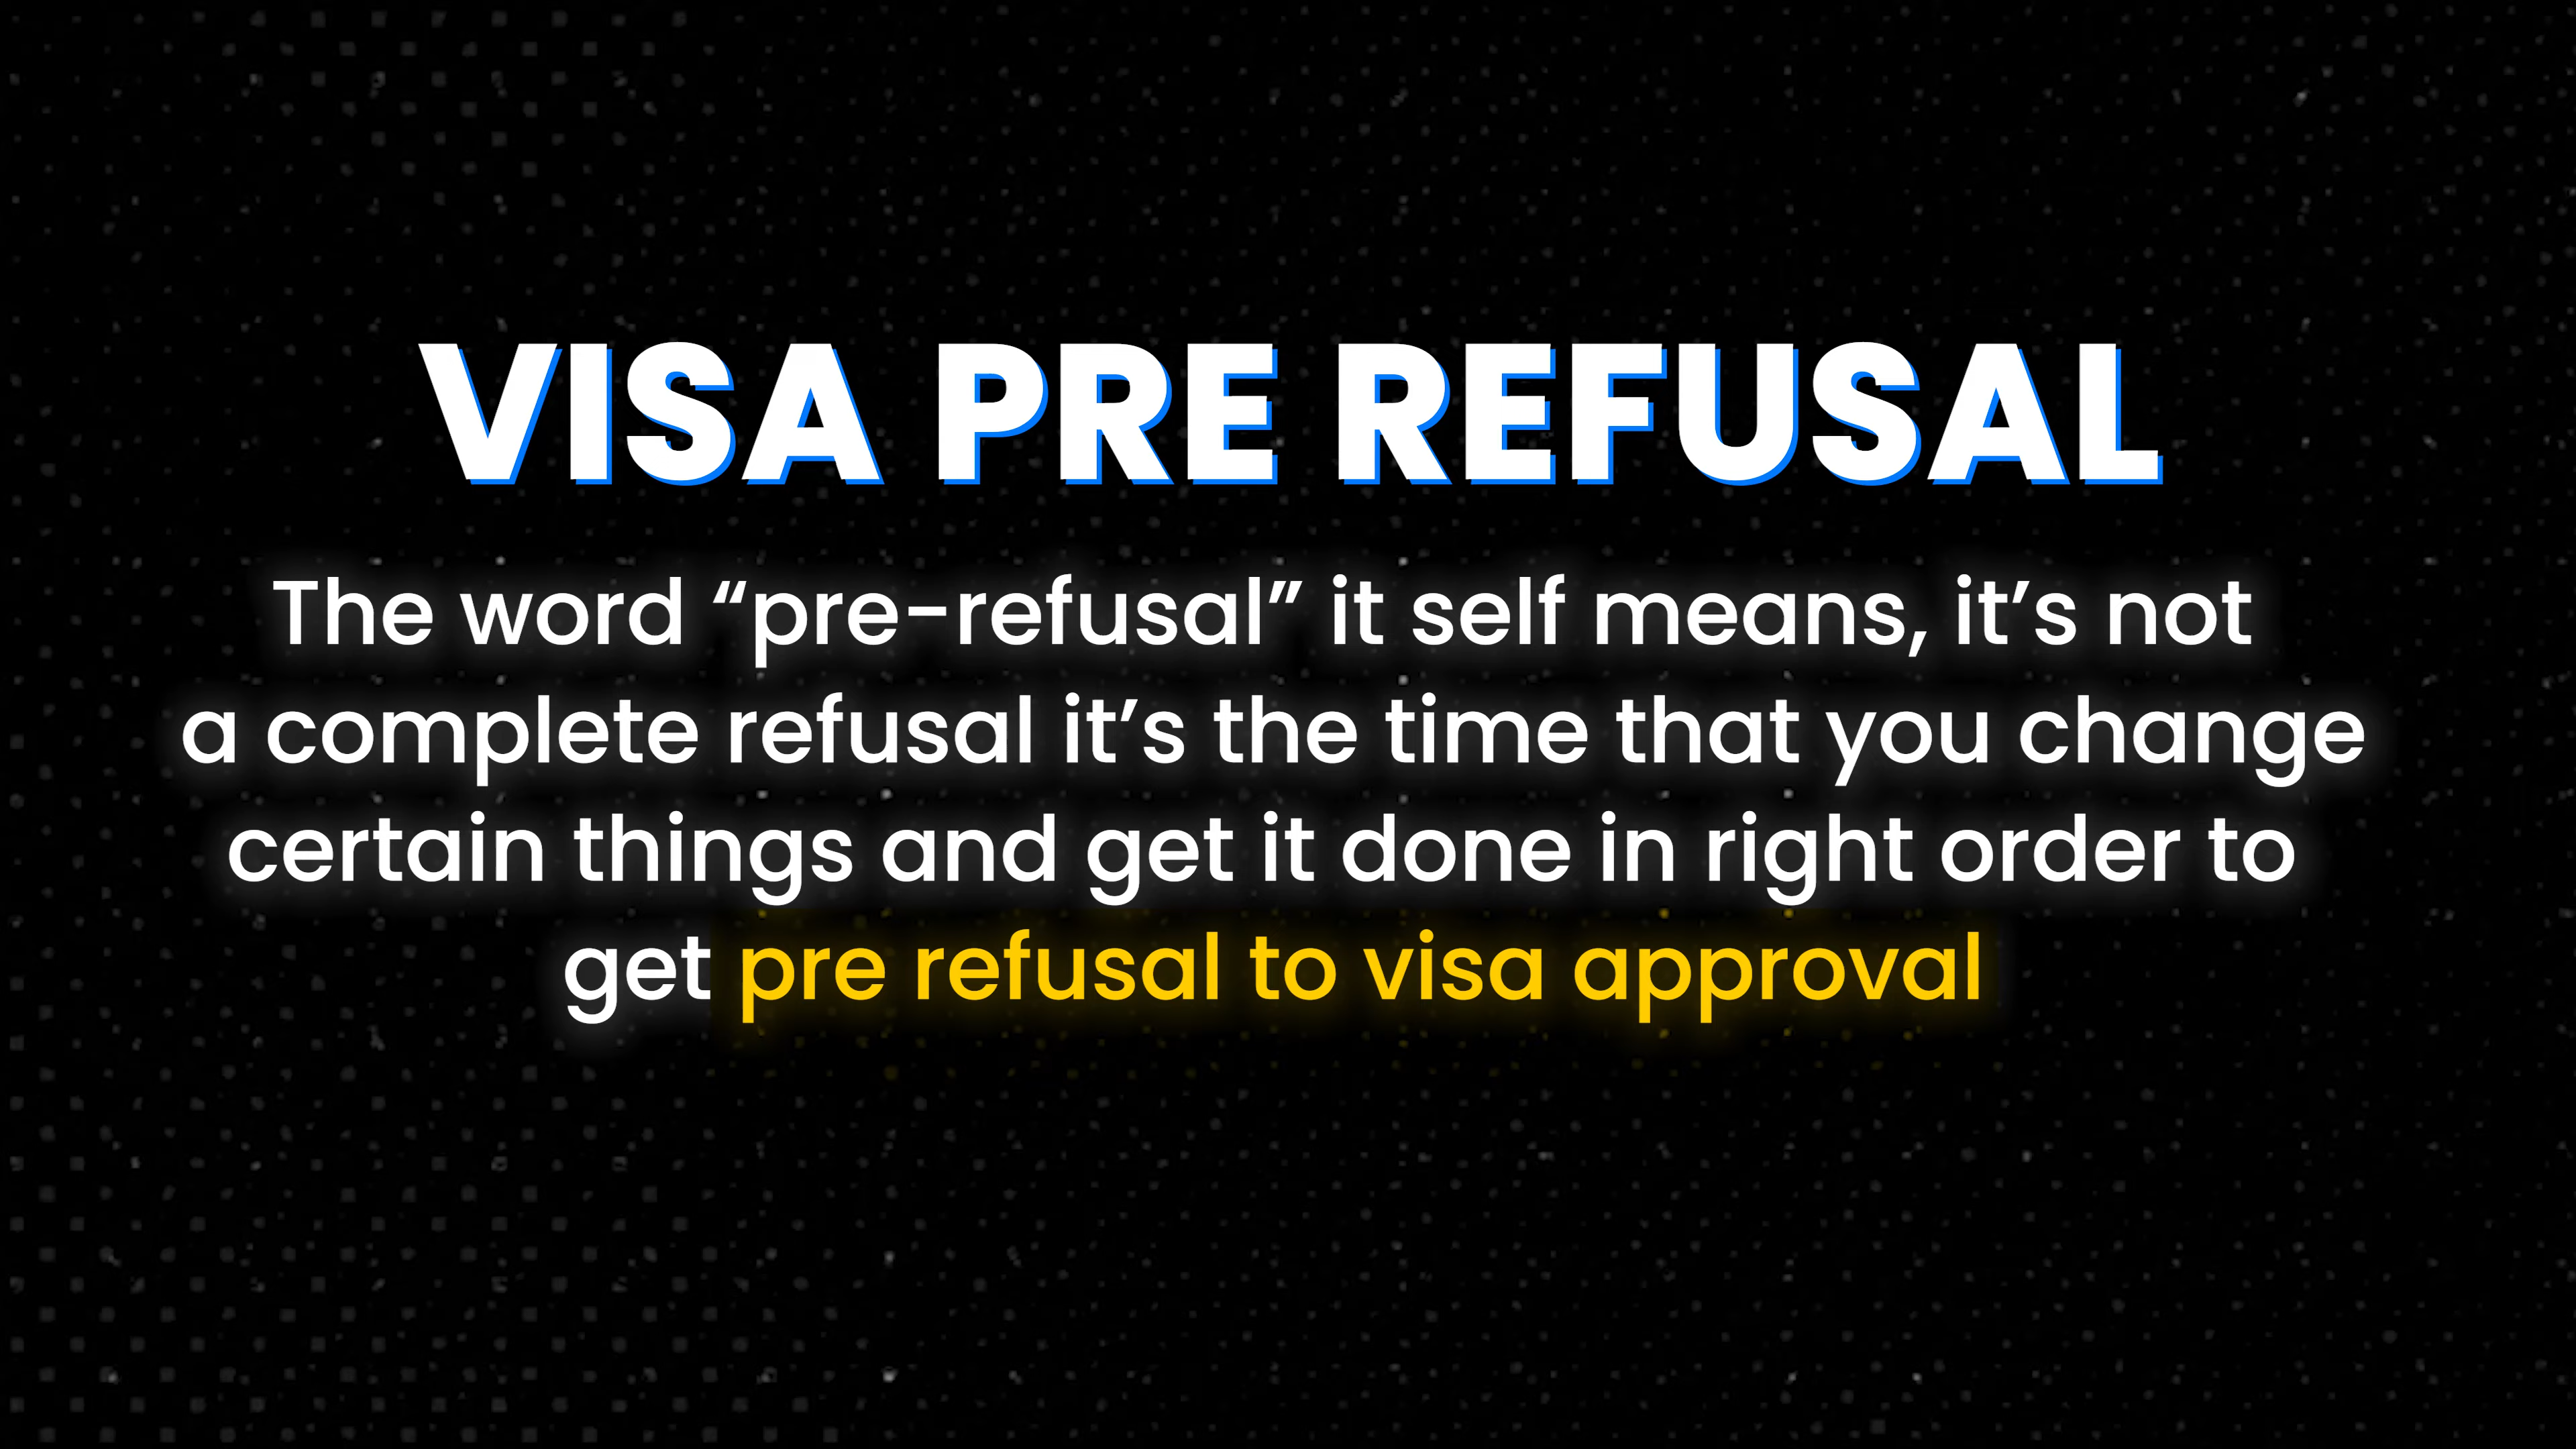 VISA PRE REFUSAL
The word “pre-refusal” it self means, it’s not
a complete refusal it’s the time that you change
certain things and get it done in right order to
get pre refusal to visa approval